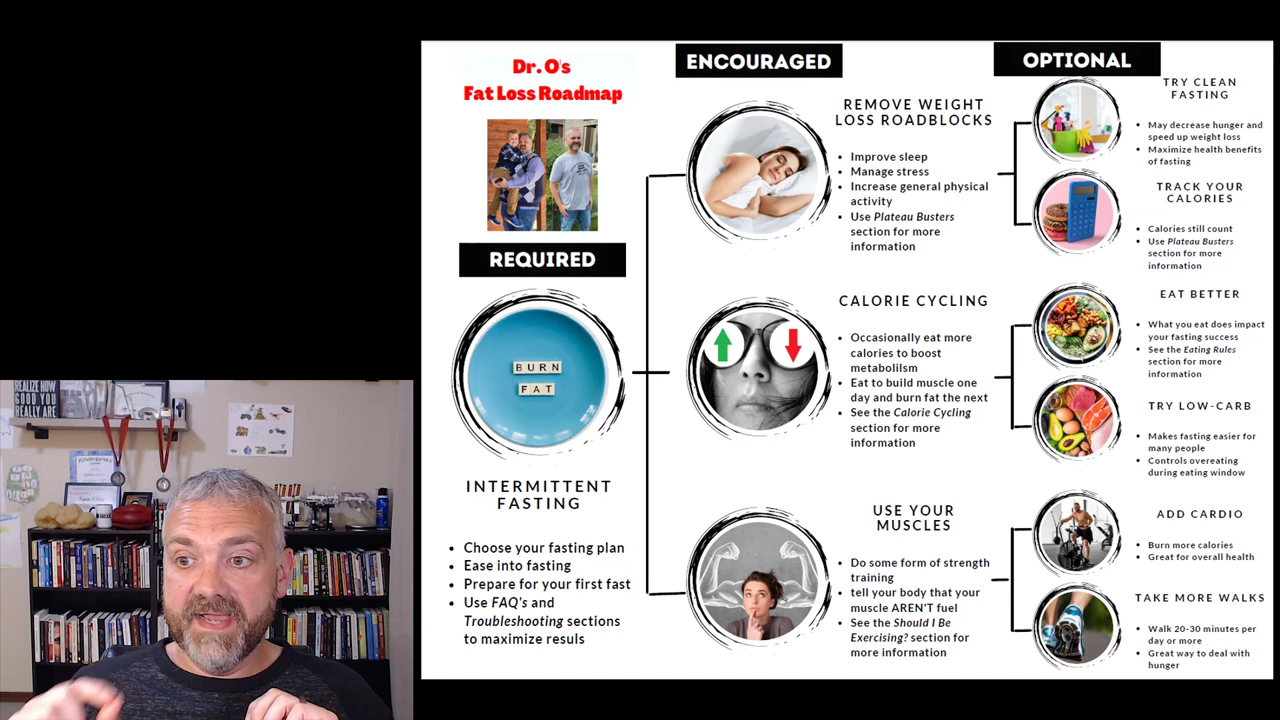 Dr. O's
Fat Loss Roadmap
REQUIRED
BURN
FAT
INTERMITTENT
FASTING
• Choose your fasting plan
• Ease into fasting
• Prepare for your first fast
• Use FAQ's and
Troubleshooting sections
to maximize resuls
ENCOURAGED
REMOVE WEIGHT
LOSS ROADBLOCKS
• Improve sleep
• Manage stress
• Increase general physical
activity
• Use Plateau Busters
section for more
information
CALORIE CYCLING
• Occasionally eat more
calories to boost
metabolilsm
• Eat to build muscle one
day and burn fat the next
• See the Calorie Cycling
section for more
information
USE YOUR
MUSCLES
• Do some form of strength
training
• tell your body that your
muscle AREN'T fuel
• See the Should I Be
Exercising? section for
more information
OPTIONAL
TRY CLEAN
FASTING
• May decrease hunger and
speed up weight loss
• Maximize health benefits
of fasting
TRACK YOUR
CALORIES
• Calories still count
• Use Plateau Busters
section for more
information
EAT BETTER
• What you eat does impact
your fasting success
• See the Eating Rules
section for more
information
TRY LOW-CARB
• Makes fasting easier for
many people
• Controls overeating
during eating window
ADD CARDIO
• Burn more calories
• Great for overall health
TAKE MORE WALKS
• Walk 20-30 minutes per
day or more
• Great way to deal with
hunger
REALIZE HOW
GOOD YOU
REALLY ARE